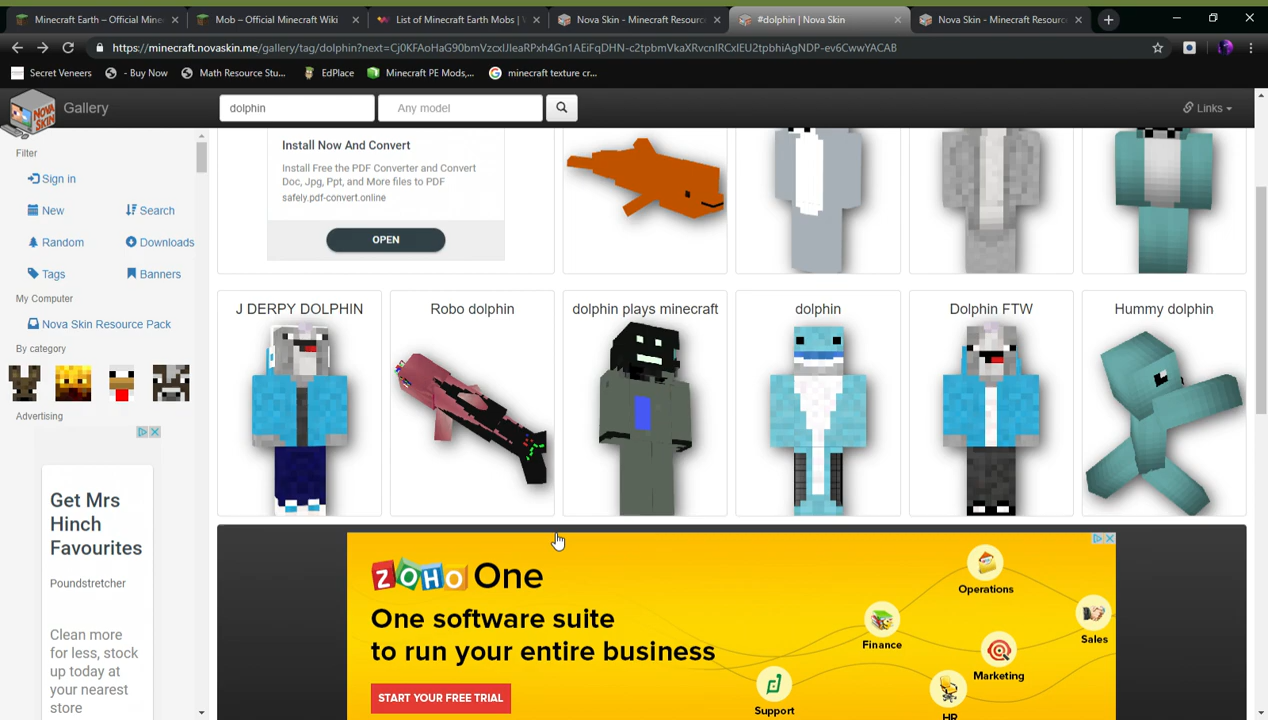 Minecraft Earth – Official Mine
Mob – Official Minecraft Wiki
List of Minecraft Earth Mobs | V
Nova Skin - Minecraft Resourc
#dolphin | Nova Skin
Nova Skin - Minecraft Resourc
https://minecraft.novaskin.me/gallery/tag/dolphin?next=Cj0KFAoHaG90bmVzcxIJIeaRPxh4Gn1AEiFqDHN-c2tpbmVkaXRvcnIRCxIEU2tpbhiAgNDP-ev6CwwYACAB
Secret Veneers
- Buy Now
Math Resource Stu...
EdPlace
Minecraft PE Mods,...
minecraft texture cr...
NOVA SKIN
Gallery
dolphin
Any model
Links
Filter
Sign in
New
Search
Random
Downloads
Tags
Banners
My Computer
Nova Skin Resource Pack
By category
Advertising
Get Mrs
Hinch
Favourites
Poundstretcher
Clean more
for less, stock
up today at
your nearest
store
Install Now And Convert
Install Free the PDF Converter and Convert
Doc, Jpg, Ppt, and More files to PDF
safely.pdf-convert.online
OPEN
J DERPY DOLPHIN
Robo dolphin
dolphin plays minecraft
dolphin
Dolphin FTW
Hummy dolphin
ZOHO One
One software suite
to run your entire business
START YOUR FREE TRIAL
Operations
Finance
Sales
Marketing
Support
HR